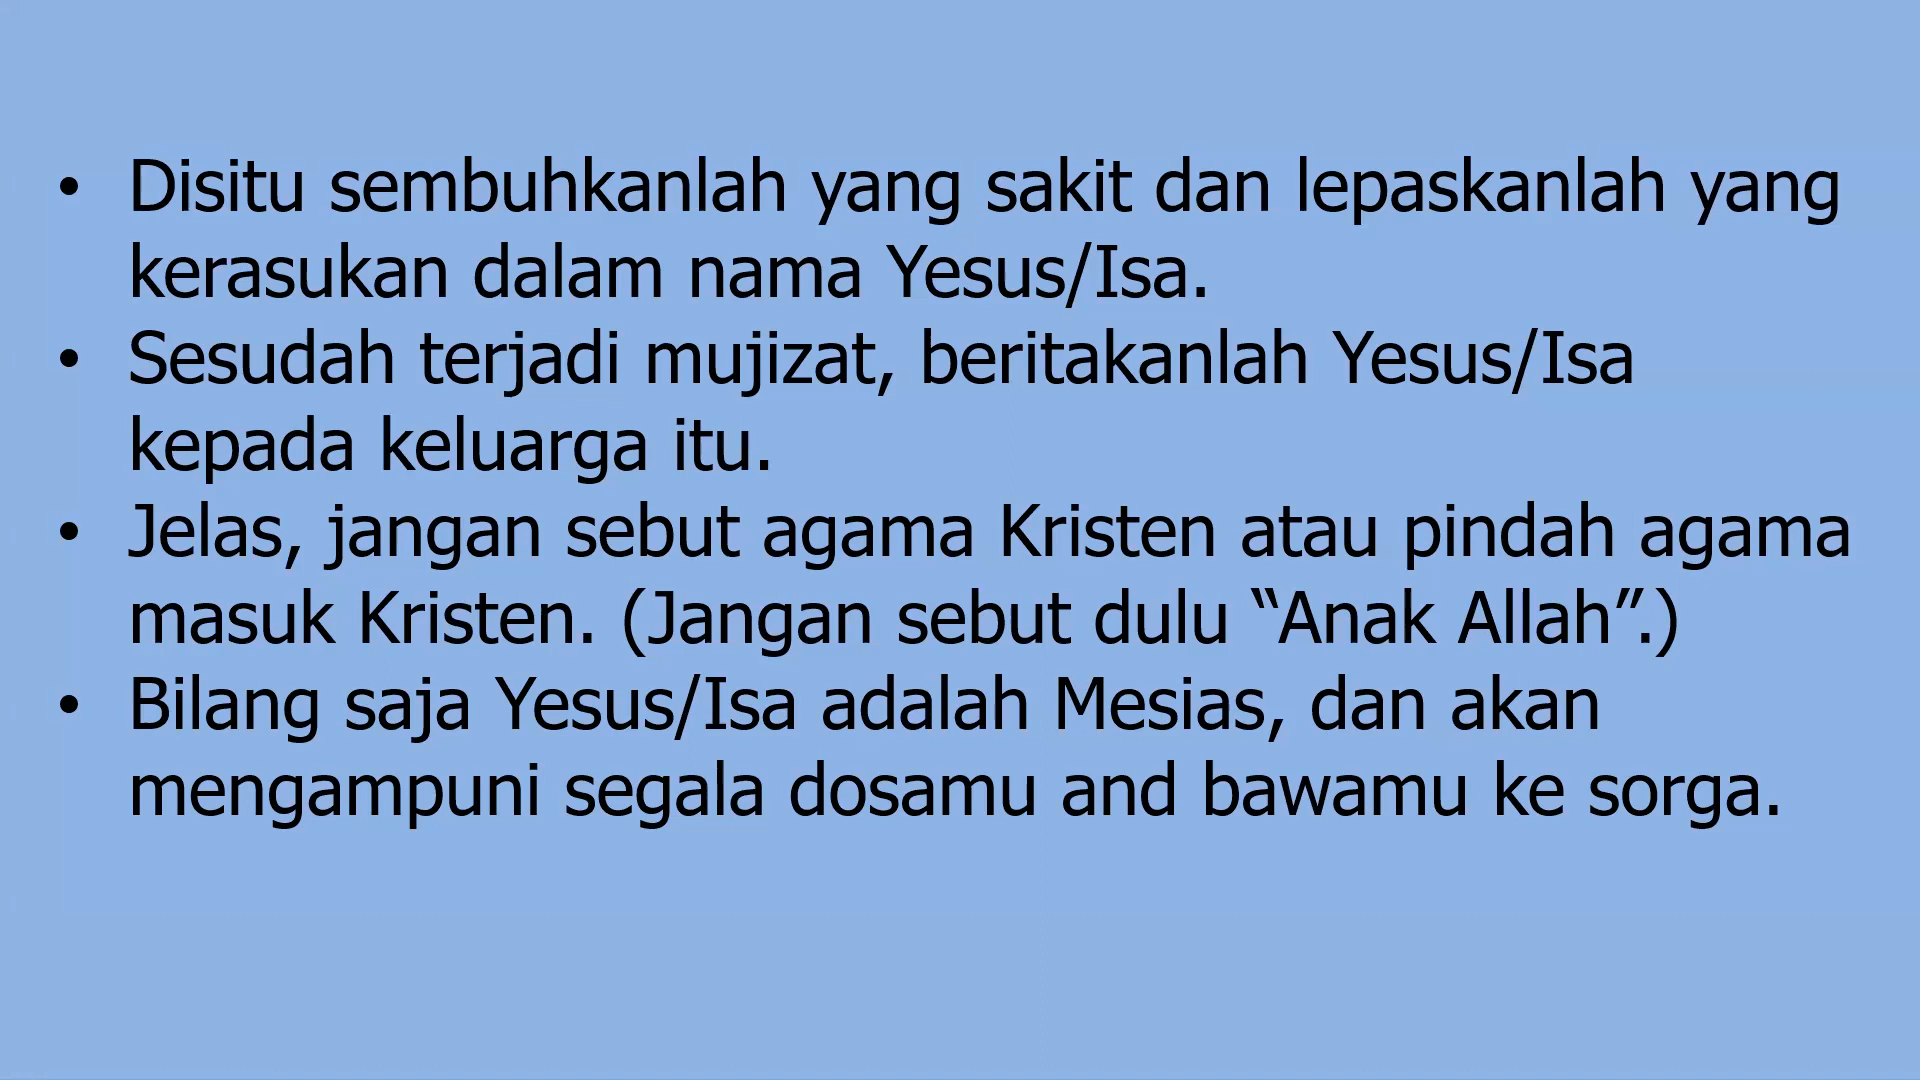 • Disitu sembuhkanlah yang sakit dan lepaskanlah yang
kerasukan dalam nama Yesus/Isa.
• Sesudah terjadi mujizat, beritakanlah Yesus/Isa
kepada keluarga itu.
• Jelas, jangan sebut agama Kristen atau pindah agama
masuk Kristen. (Jangan sebut dulu “Anak Allah”.)
• Bilang saja Yesus/Isa adalah Mesias, dan akan
mengampuni segala dosamu and bawamu ke sorga.